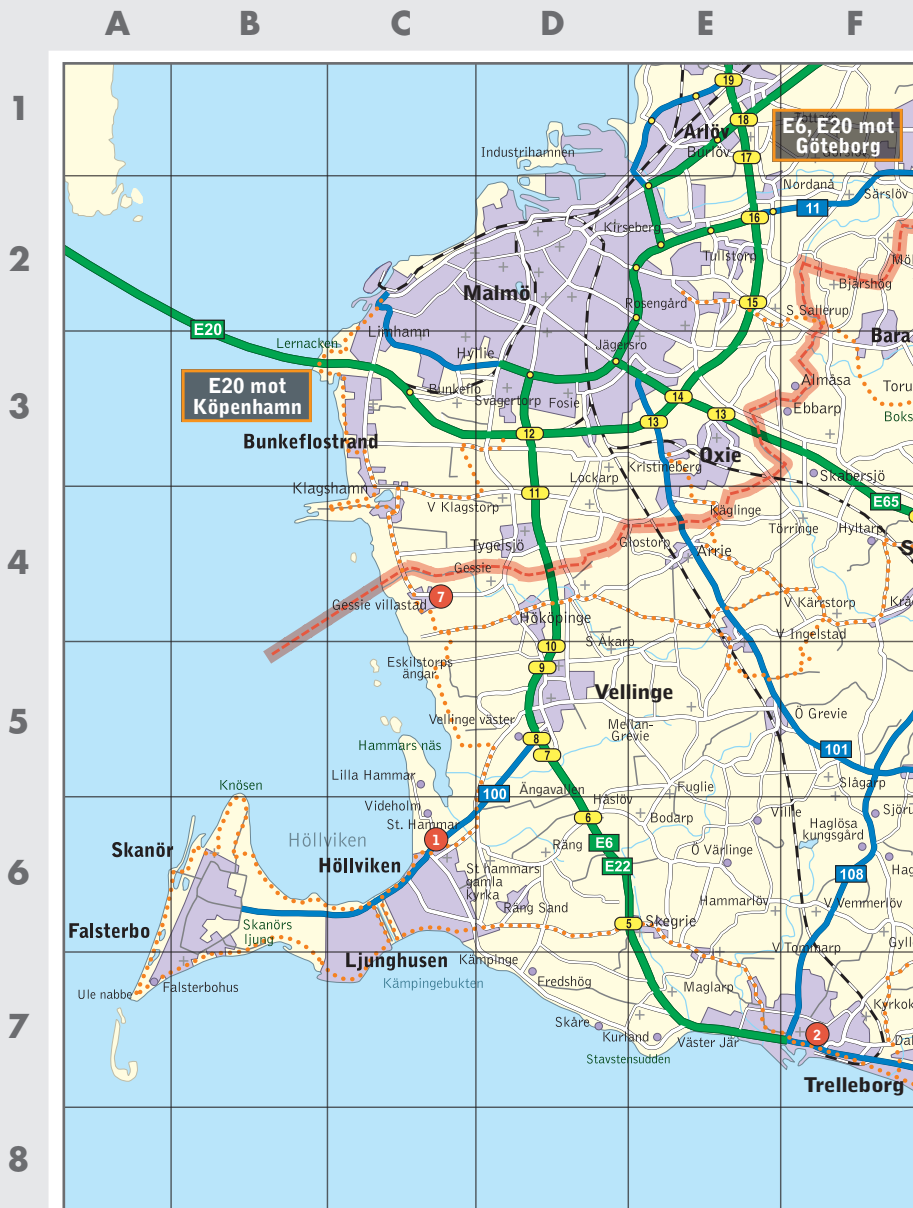 A B C D E F
1
19
18
E6, E20 mot
Göteborg
Arlöv
Burlöv
17
Industrihamnen
Nordanå
Särslöv
11
16
Kirseberg
2
Tullstorp
Bjärshög
Malmö
Rosengård
15
S Sallerup
E20
Limhamn
Lernacken
Jägersro
Bara
Hyllie
E20 mot
Köpenhamn
Bunkeflo
Svågertorp
Fosie
Almåsa
14
13
Ebbarp
3
13
12
Bunkeflostrand
Oxie
Kristineberg
Lockarp
Skabersjö
Klagshamn
11
V Klagstorp
E65
Käglinge
Törringe
Hyltarp
Tygelsjö
Glostorp
Arrie
4
Gessie
7
Gessie villastad
V Kärrstorp
Hököpinge
V Ingelstad
S Åkarp
10
9
Eskilstorps
ängar
Vellinge
Ö Grevie
Vellinge väster
Mellan-
Grevie
5
8
7
Hammars näs
101
Lilla Hammar
Slågarp
Knösen
100
Ängavallen
Fuglie
Håslöv
Videholm
6
Bodarp
Ville
St. Hammar
Haglösa
kungsgård
Höllviken
1
E6
Räng
Ö Värlinge
Skanör
Höllviken
E22
6
St hammars
gamla
kyrka
108
Hammarlöv
Räng Sand
V Vemmerlöv
Falsterbo
Skanörs
ljung
5
Skegrie
V Tommarp
Ljunghusen
Kämpinge
Kämpingebukten
Fredshög
Maglarp
Ule nabbe
Falsterbohus
7
Skåre
Kurland
Väster Jär
2
Stavstensudden
Trelleborg
8